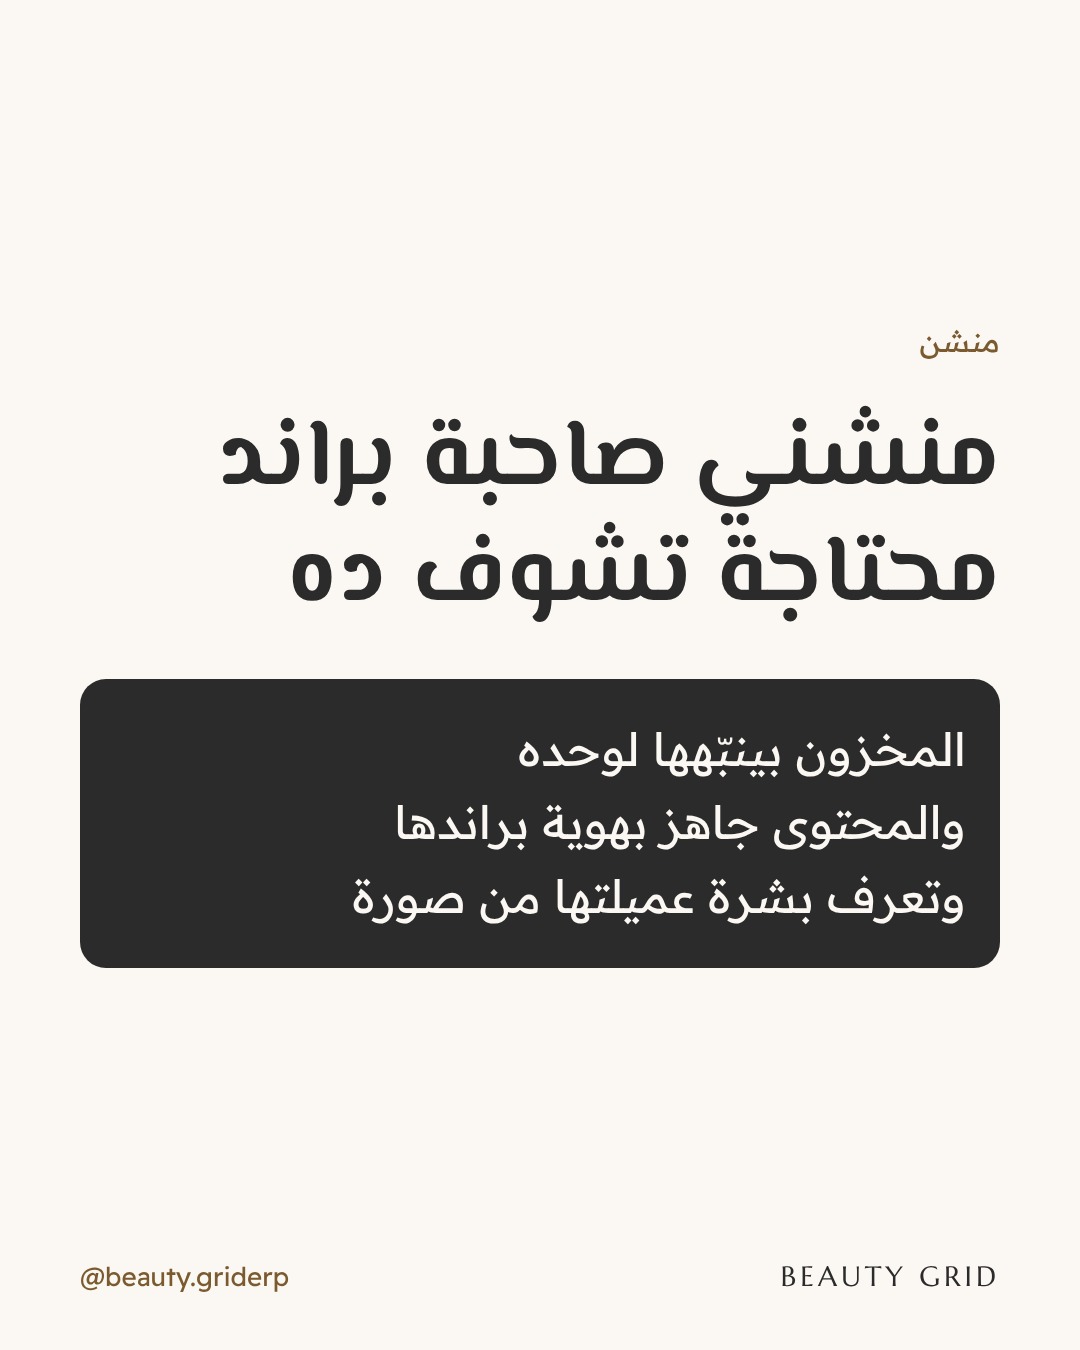 منشن
منشني صاحبة براند
محتاجة تشوف ده
المخزون بينبّهها لوحده
والمحتوى جاهز بهوية براندها
وتعرف بشرة عميلتها من صورة
@beauty.griderp
BEAUTY GRID